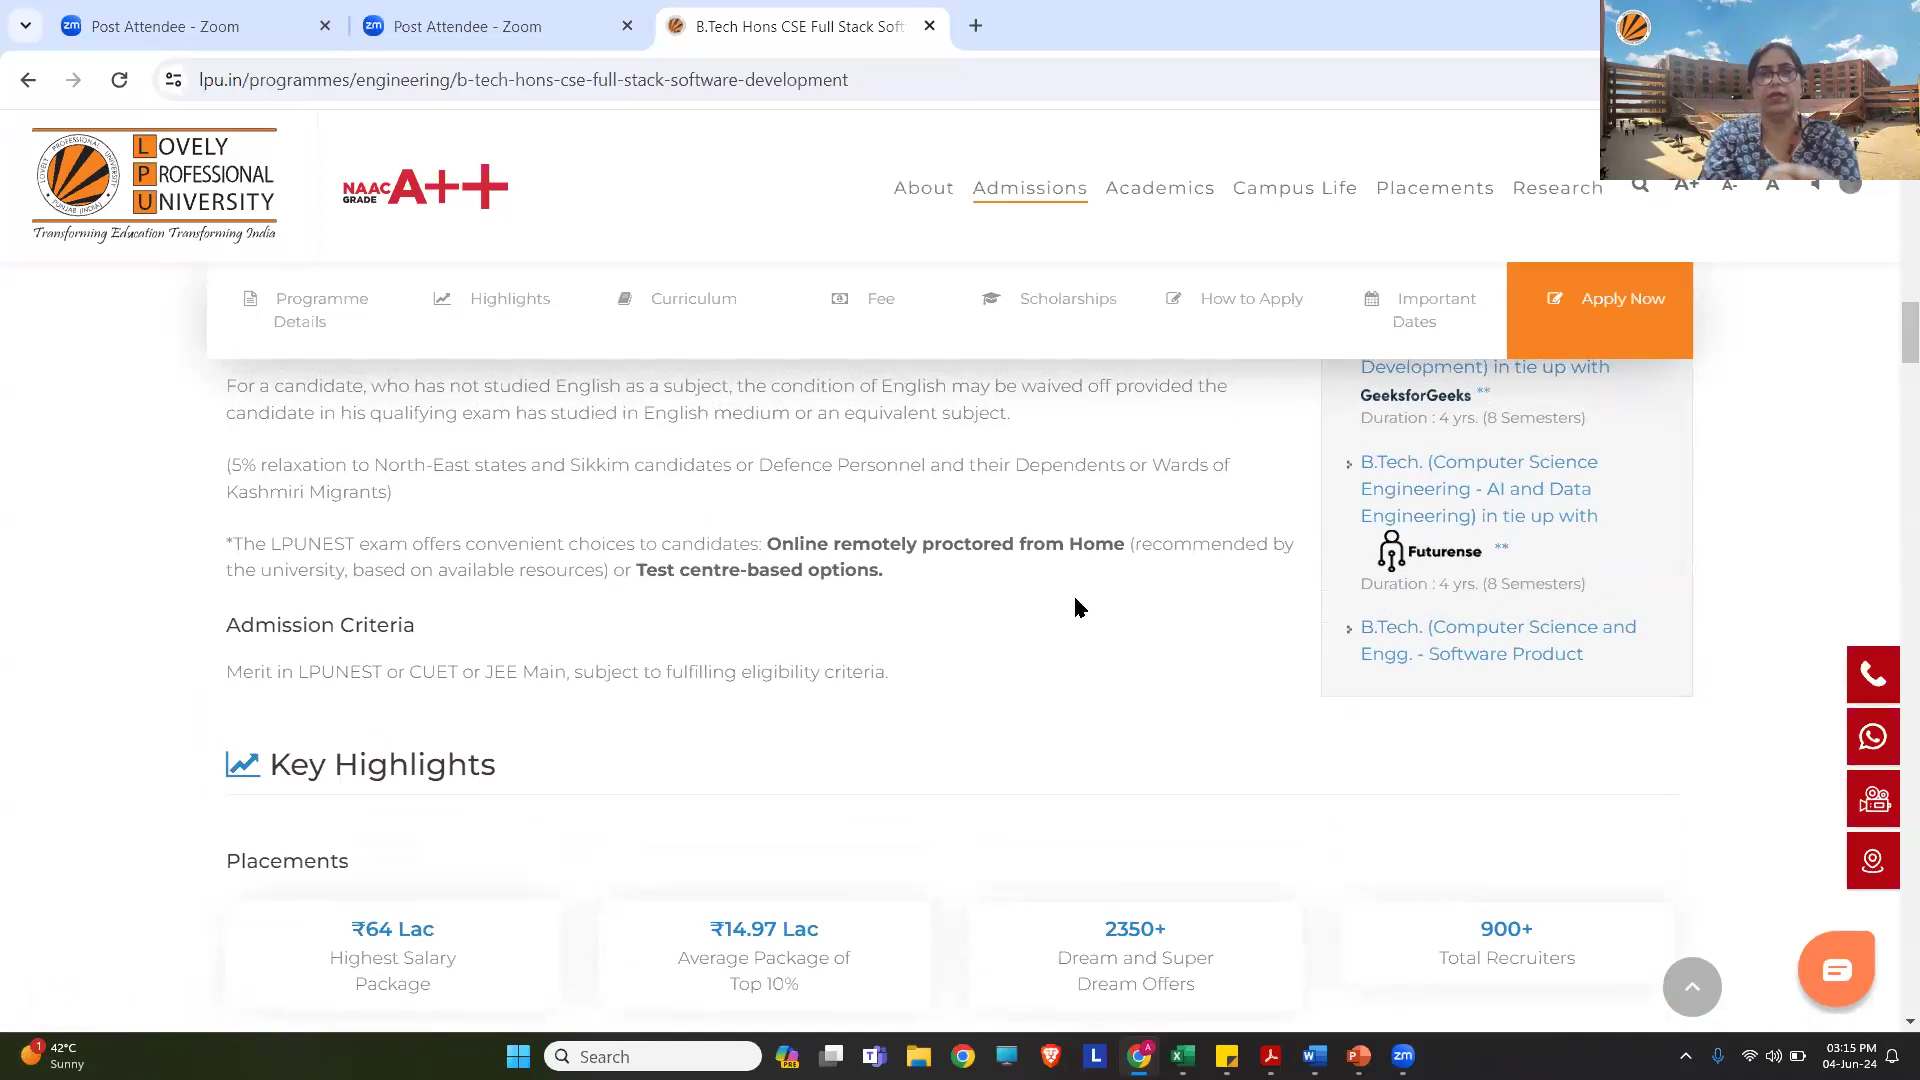 Post Attendee - Zoom
Post Attendee - Zoom
B.Tech Hons CSE Full Stack Soft
lpu.in/programmes/engineering/b-tech-hons-cse-full-stack-software-development
LOVELY
PROFESSIONAL
UNIVERSITY
Transforming Education Transforming India
NAAC
GRADE
A++
About
Admissions
Academics
Campus Life
Placements
Research
A+
A-
A
Programme
Details
Highlights
Curriculum
Fee
Scholarships
How to Apply
Important
Dates
Apply Now
For a candidate, who has not studied English as a subject, the condition of English may be waived off provided the
candidate in his qualifying exam has studied in English medium or an equivalent subject.
(5% relaxation to North-East states and Sikkim candidates or Defence Personnel and their Dependents or Wards of
Kashmiri Migrants)
*The LPUNEST exam offers convenient choices to candidates: Online remotely proctored from Home (recommended by
the university, based on available resources) or Test centre-based options.
Admission Criteria
Merit in LPUNEST or CUET or JEE Main, subject to fulfilling eligibility criteria.
Development) in tie up with
GeeksforGeeks **
Duration : 4 yrs. (8 Semesters)
B.Tech. (Computer Science
Engineering - AI and Data
Engineering) in tie up with
Futurense **
Duration : 4 yrs. (8 Semesters)
B.Tech. (Computer Science and
Engg. - Software Product
Key Highlights
Placements
₹64 Lac
Highest Salary
Package
₹14.97 Lac
Average Package of
Top 10%
2350+
Dream and Super
Dream Offers
900+
Total Recruiters
1
42°C
Sunny
Search
PRE
L
A
zm
03:15 PM
04-Jun-24